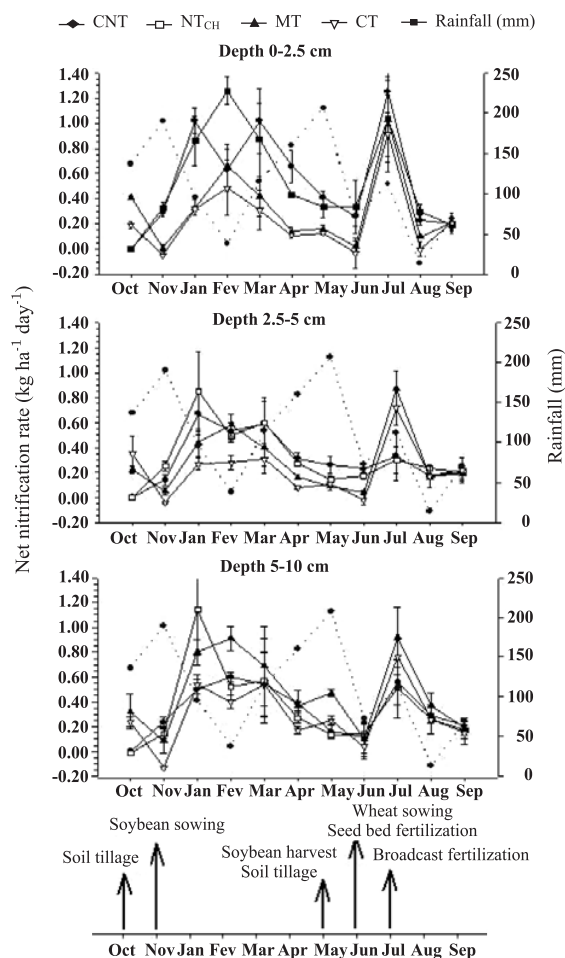 CNT NTCH MT CT Rainfall (mm)
Depth 0-2.5 cm
1.40 250
1.20
1.00 200
0.80
0.60 150
0.40 100
0.20
0.00 50
-0.20 0
Oct Nov Jan Fev Mar Apr May Jun Jul Aug Sep
Depth 2.5-5 cm
1.40 250
1.20
1.00 200
0.80
0.60 150
0.40 100
0.20
0.00 50
-0.20 0
Oct Nov Jan Fev Mar Apr May Jun Jul Aug Sep
Depth 5-10 cm
1.40 250
1.20
1.00 200
0.80
0.60 150
0.40 100
0.20
0.00 50
-0.20 0
Oct Nov Jan Fev Mar Apr May Jun Jul Aug Sep
Net nitrification rate (kg ha-1 day-1)
Rainfall (mm)
Wheat sowing
Soybean sowing Seed bed fertilization
Soil tillage Soybean harvest Broadcast fertilization
Soil tillage
Oct Nov Jan Fev Mar Apr May Jun Jul Aug Sep